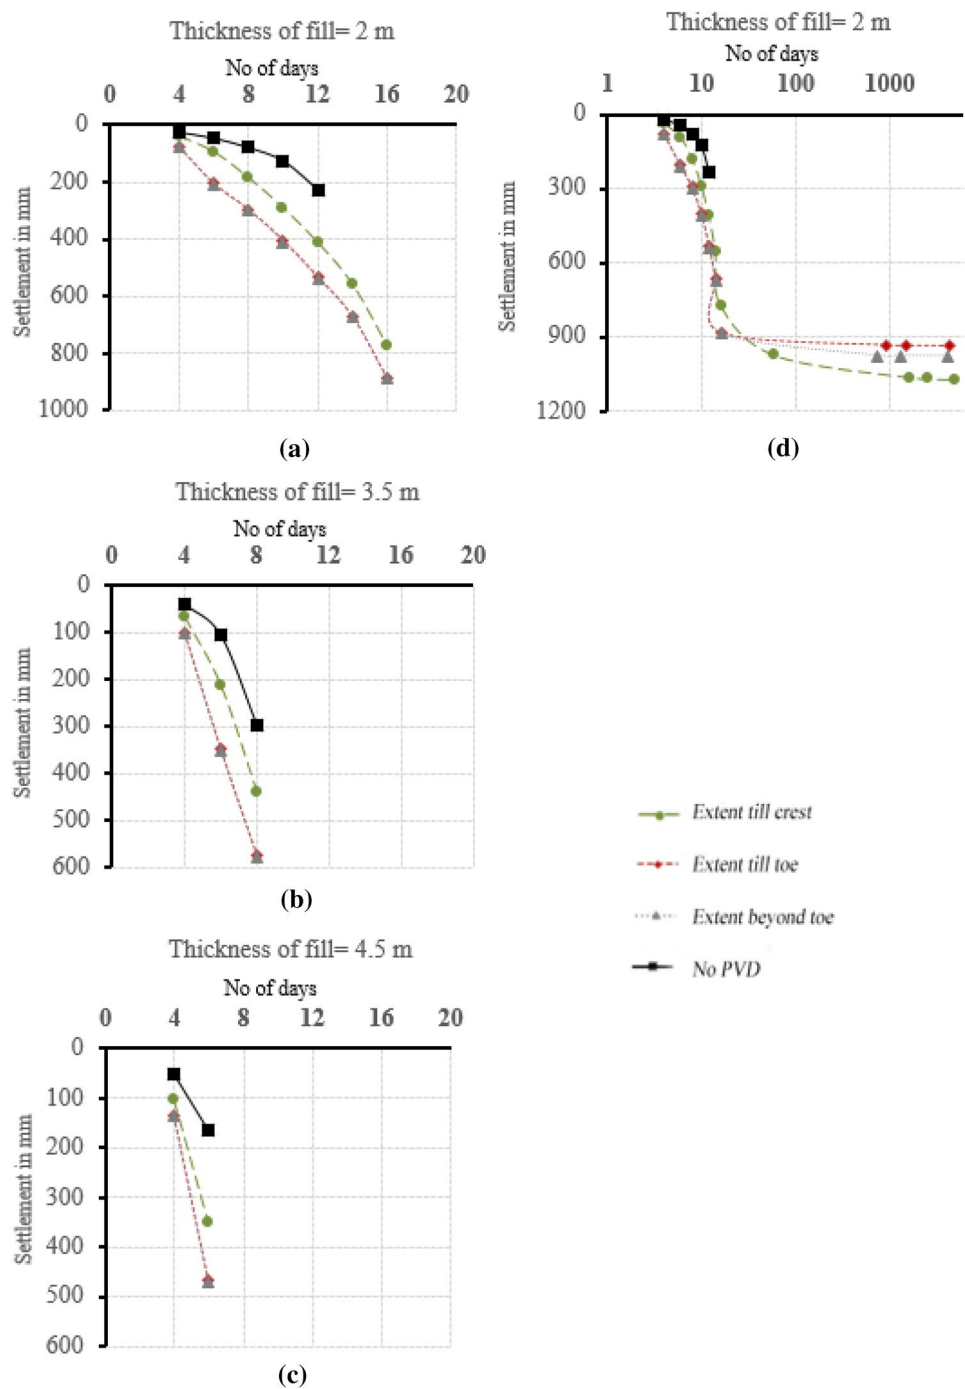 Thickness of fill= 2 m
No of days
0 4 8 12 16 20
0
200
400
600
800
1000
Settlement in mm
(a)
Thickness of fill= 2 m
No of days
1 10 100 1000
0
300
600
900
1200
Settlement in mm
(d)
Thickness of fill= 3.5 m
No of days
0 4 8 12 16 20
0
100
200
300
400
500
600
Settlement in mm
(b)
Extent till crest
Extent till toe
Extent beyond toe
No PVD
Thickness of fill= 4.5 m
No of days
0 4 8 12 16 20
0
100
200
300
400
500
600
Settlement in mm
(c)